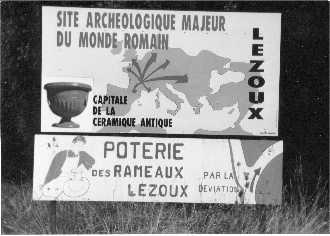 SITE ARCHEOLOGIQUE MAJEUR
DU MONDE ROMAIN
LEZOUX
CAPITALE
DE LA
CERAMIQUE ANTIQUE
POTERIE
DES RAMEAUX
LEZOUX
PAR LA
DEVIATION